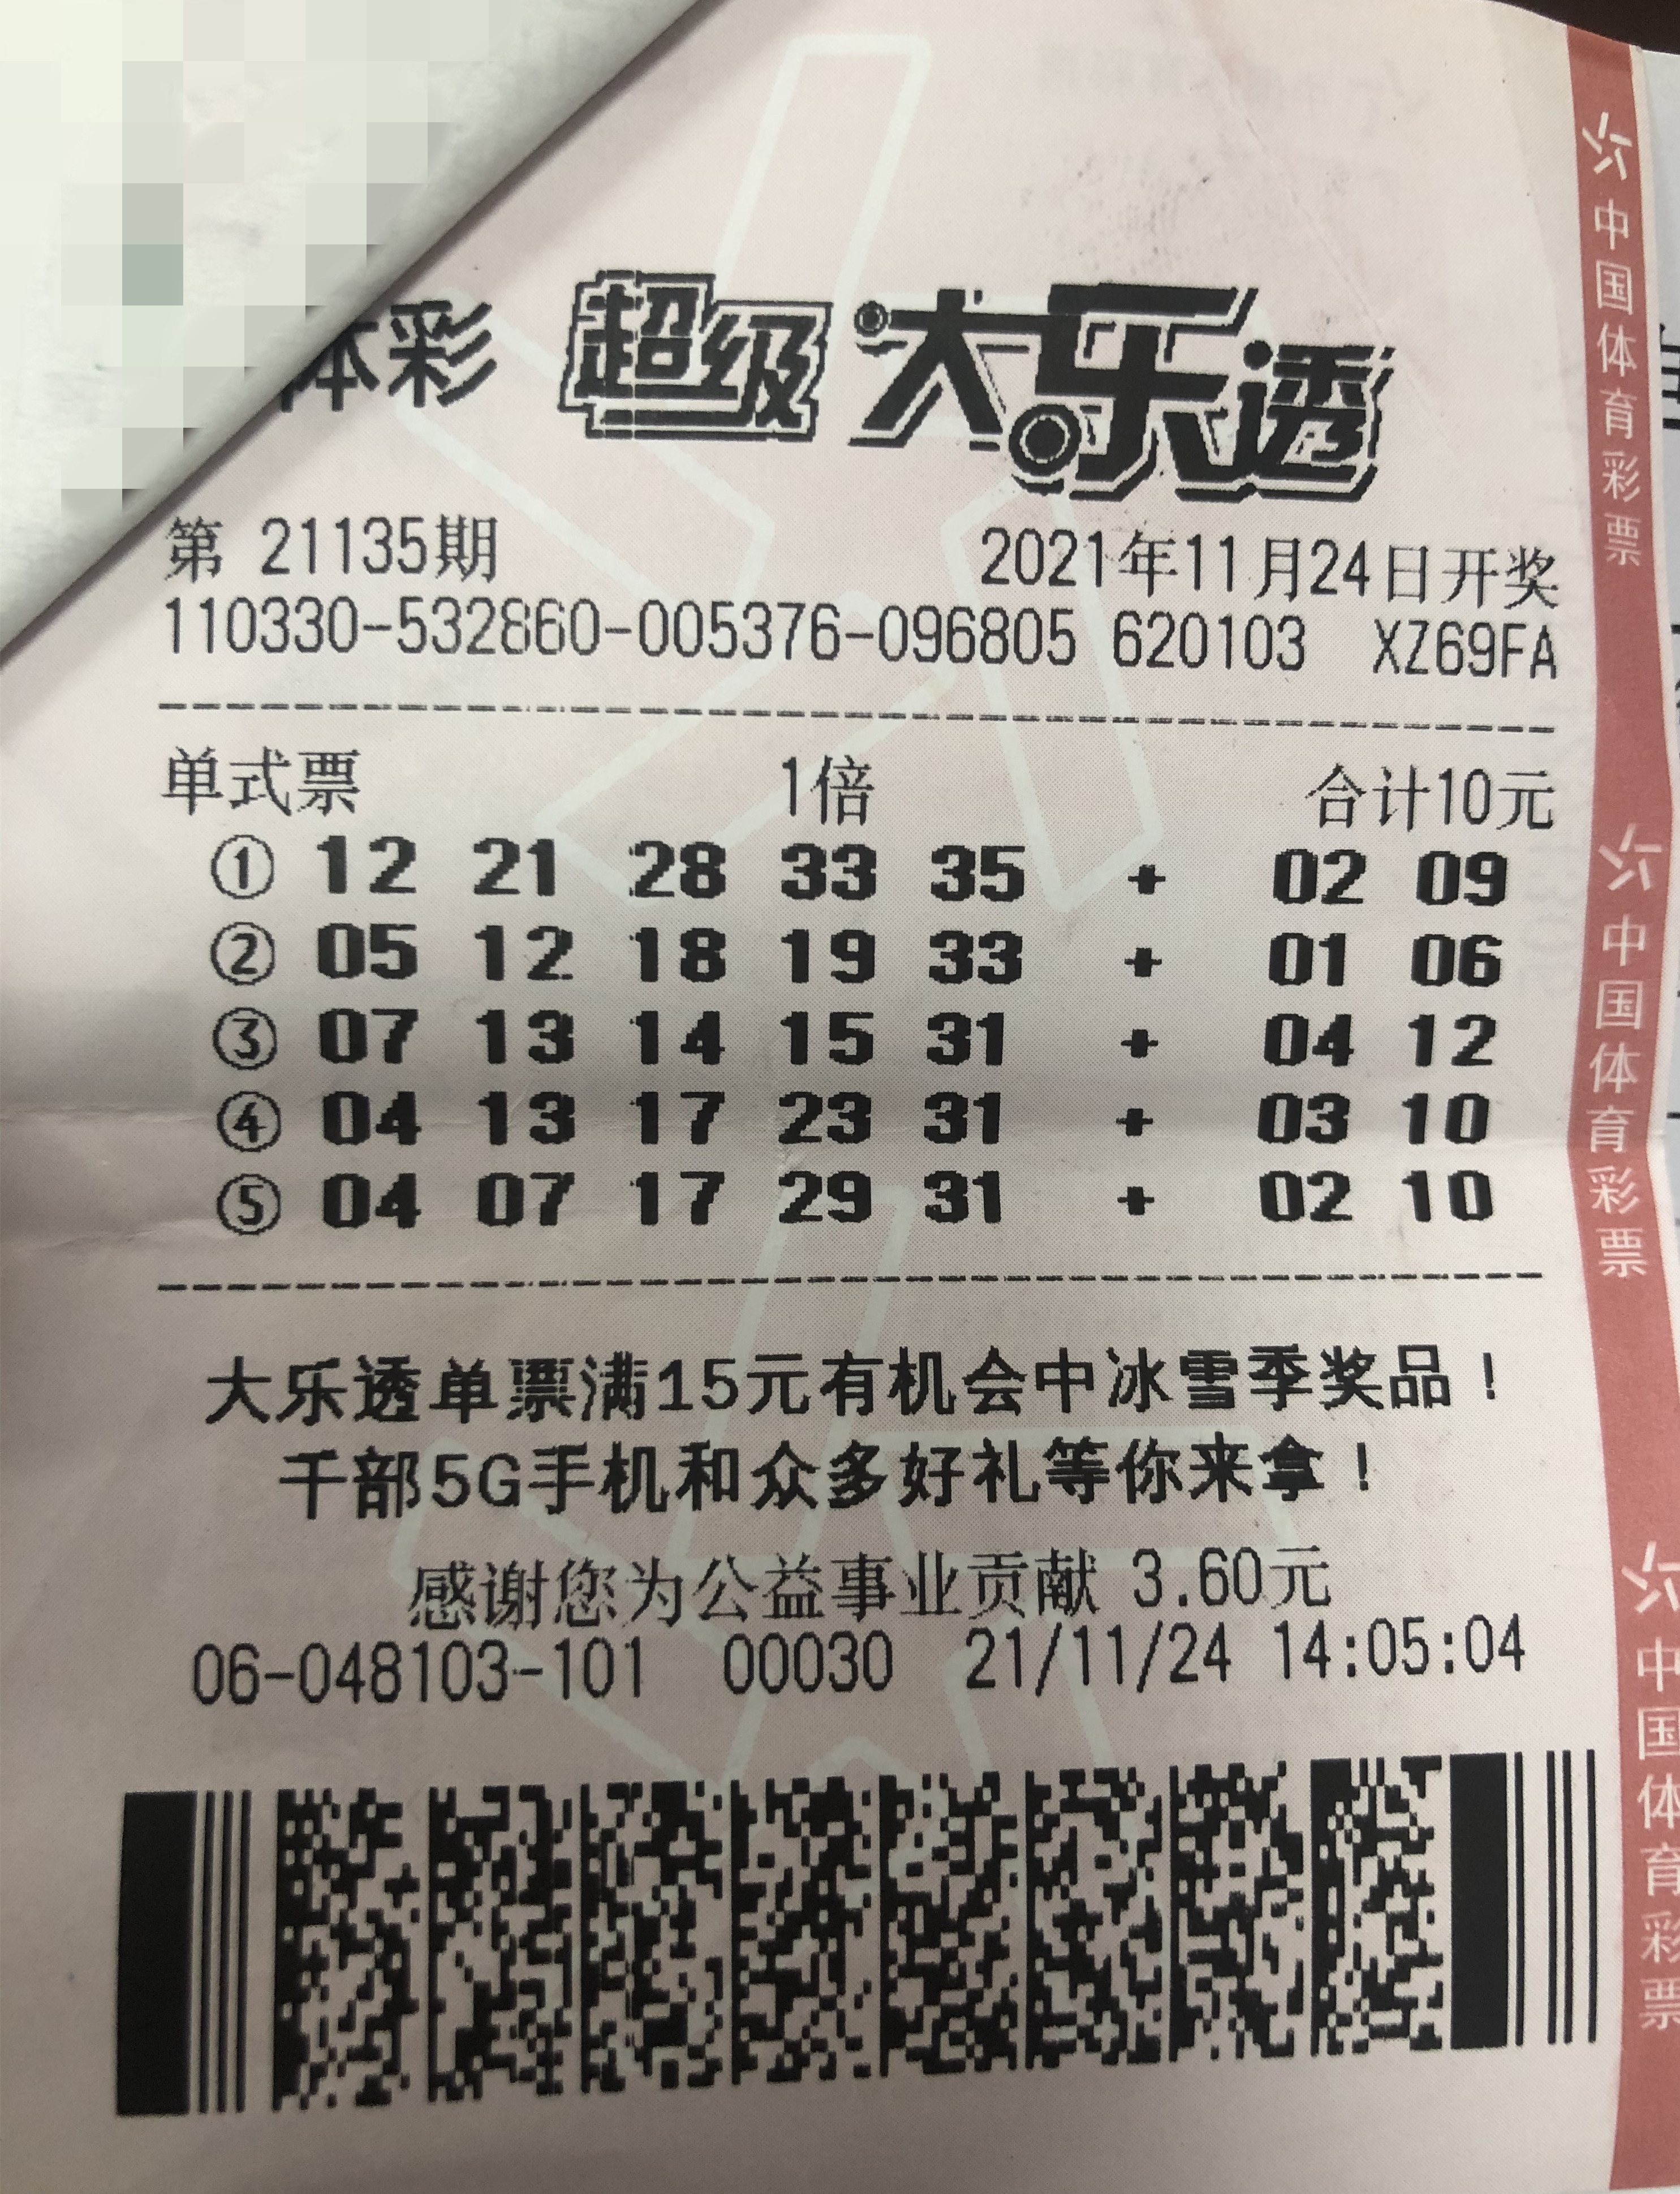 体彩 超级大乐透
第 21135期 2021年11月24日开奖
110330-532860-005376-096805 620103 XZ69FA
单式票 1倍 合计10元
① 12 21 28 33 35 + 02 09
② 05 12 18 19 33 + 01 06
③ 07 13 14 15 31 + 04 12
④ 04 13 17 23 31 + 03 10
⑤ 04 07 17 29 31 + 02 10
大乐透单票满15元有机会中冰雪季奖品！
千部5G手机和众多好礼等你来拿！
感谢您为公益事业贡献 3.60元
06-048103-101 00030 21/11/24 14:05:04
中国体育彩票
中国体育彩票
中国体育彩票